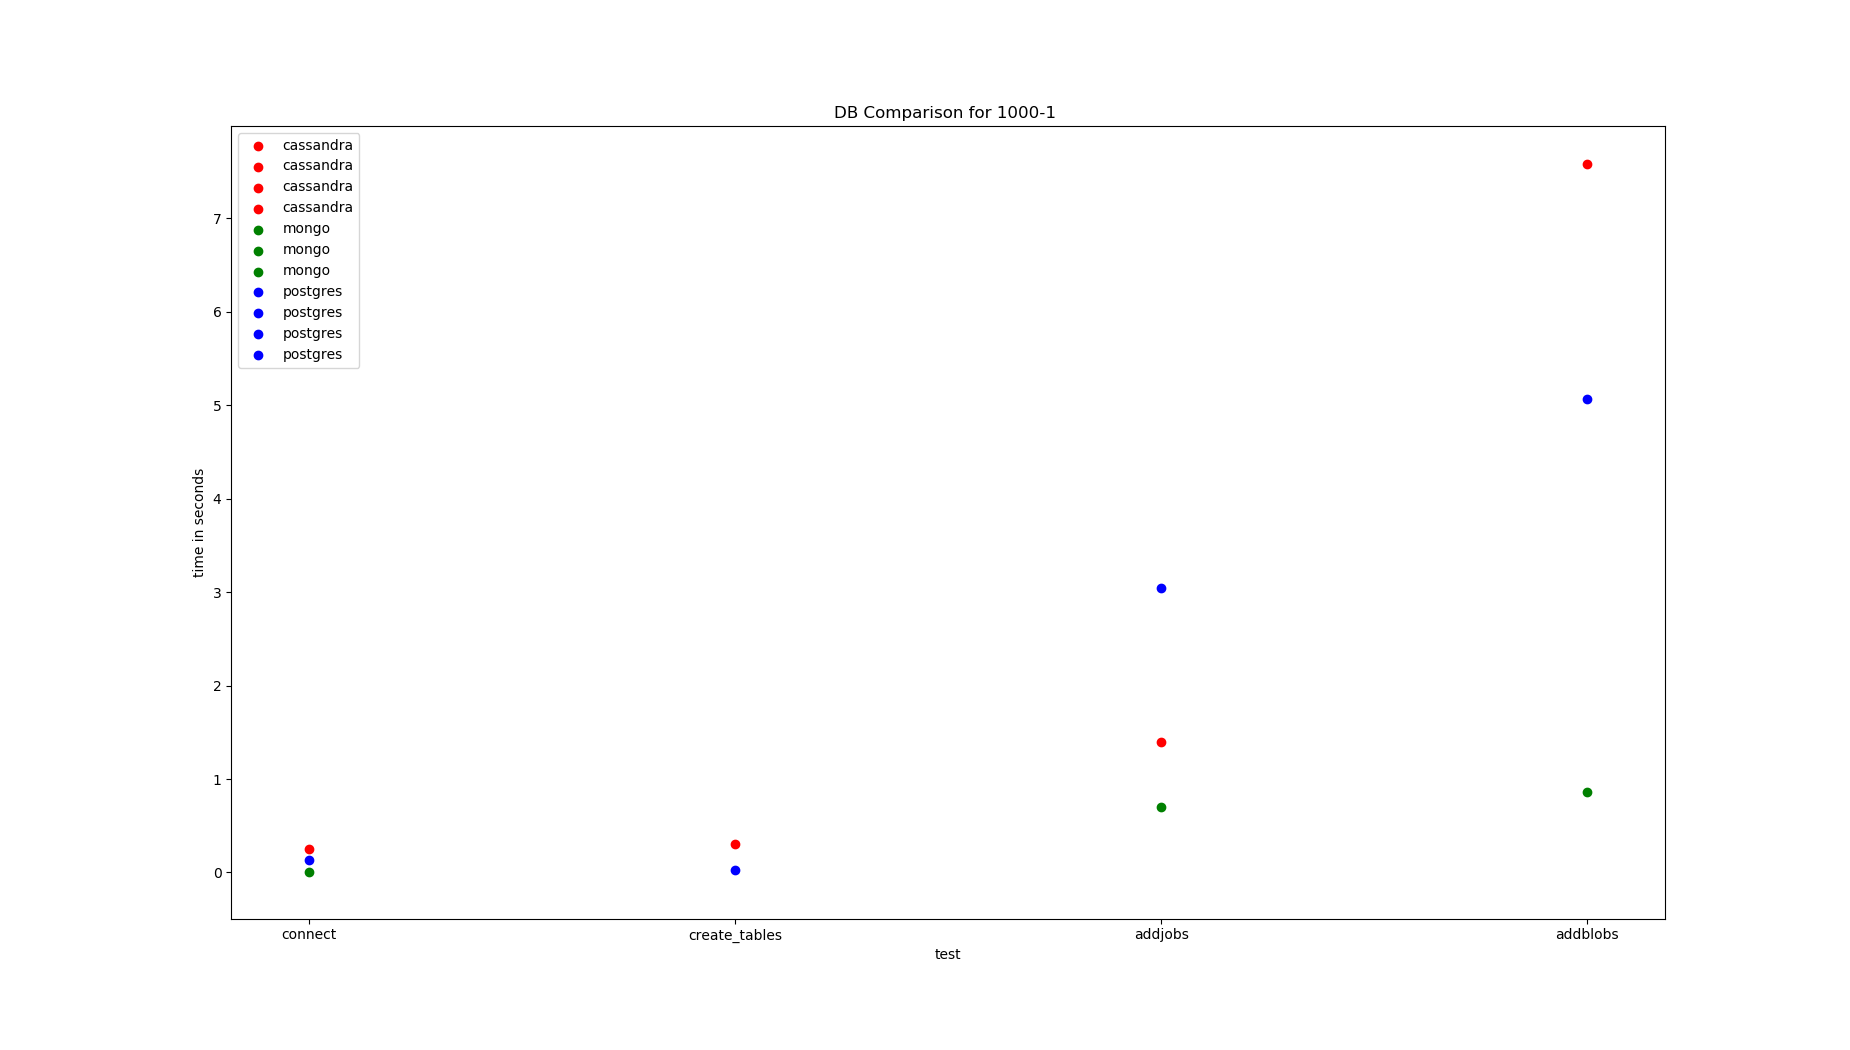 DB Comparison for 1000-1
cassandra
cassandra
cassandra
cassandra
mongo
mongo
mongo
postgres
postgres
postgres
postgres
7
6
5
4
3
2
1
0
time in seconds
connect create_tables addjobs addblobs
test